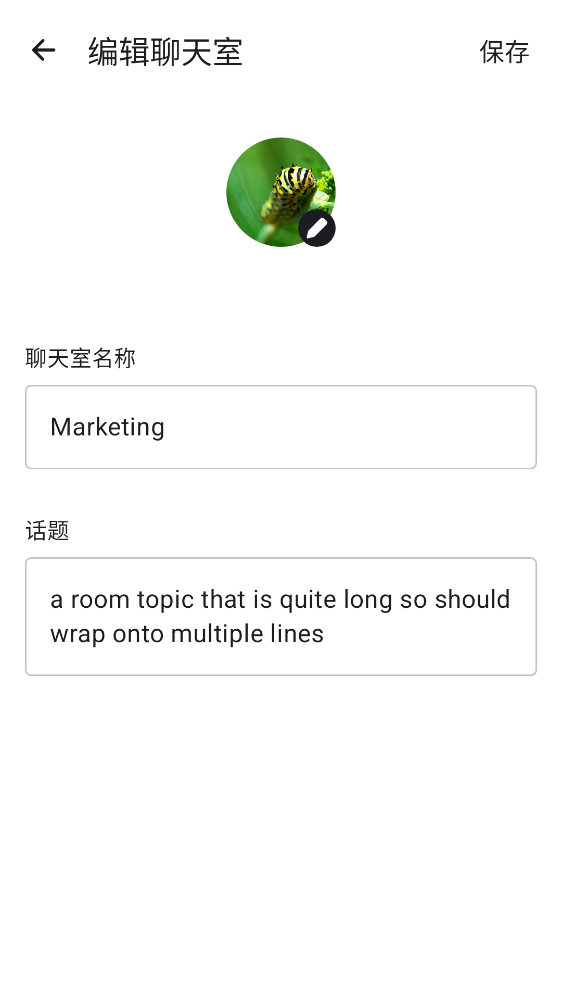 编辑聊天室
保存
聊天室名称
Marketing
话题
a room topic that is quite long so should
wrap onto multiple lines